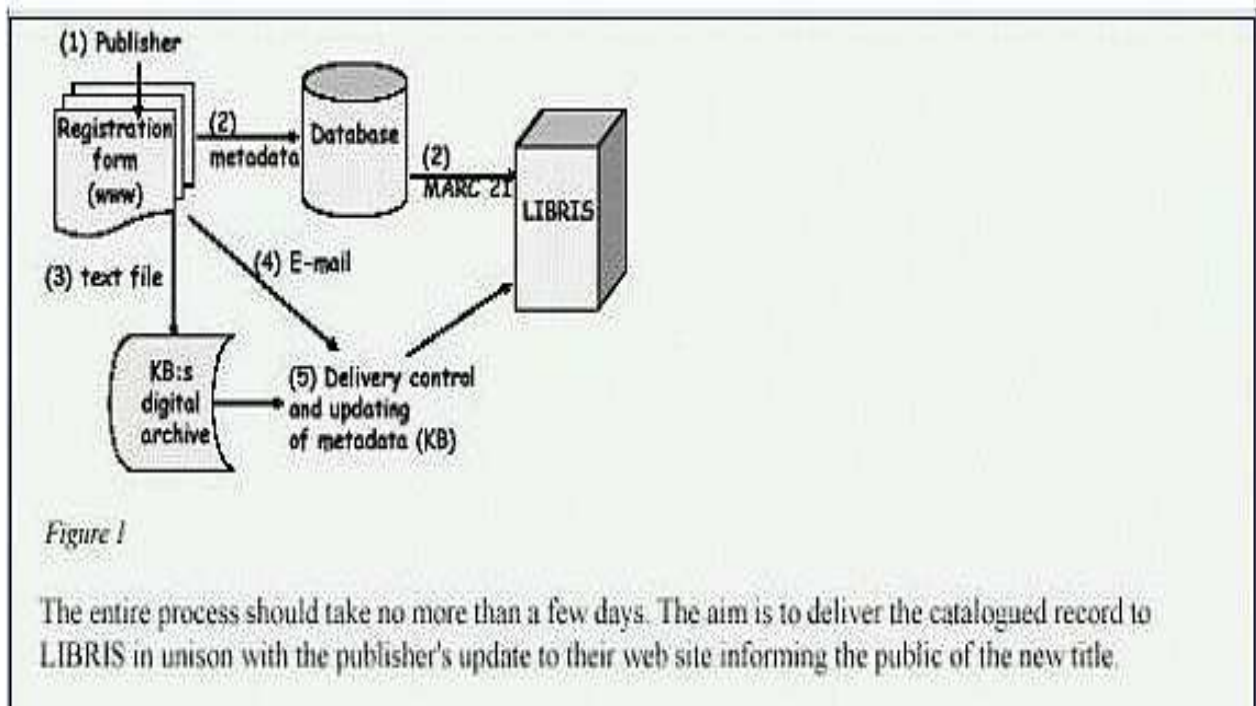 (1) Publisher
Registration
form
(www)
(2)
metadata
Database
(2)
MARC 21
LIBRIS
(3) text file
(4) E-mail
KB:s
digital
archive
(5) Delivery control
and updating
of metadata (KB)
Figure 1
The entire process should take no more than a few days. The aim is to deliver the catalogued record to
LIBRIS in unison with the publisher's update to their web site informing the public of the new title.